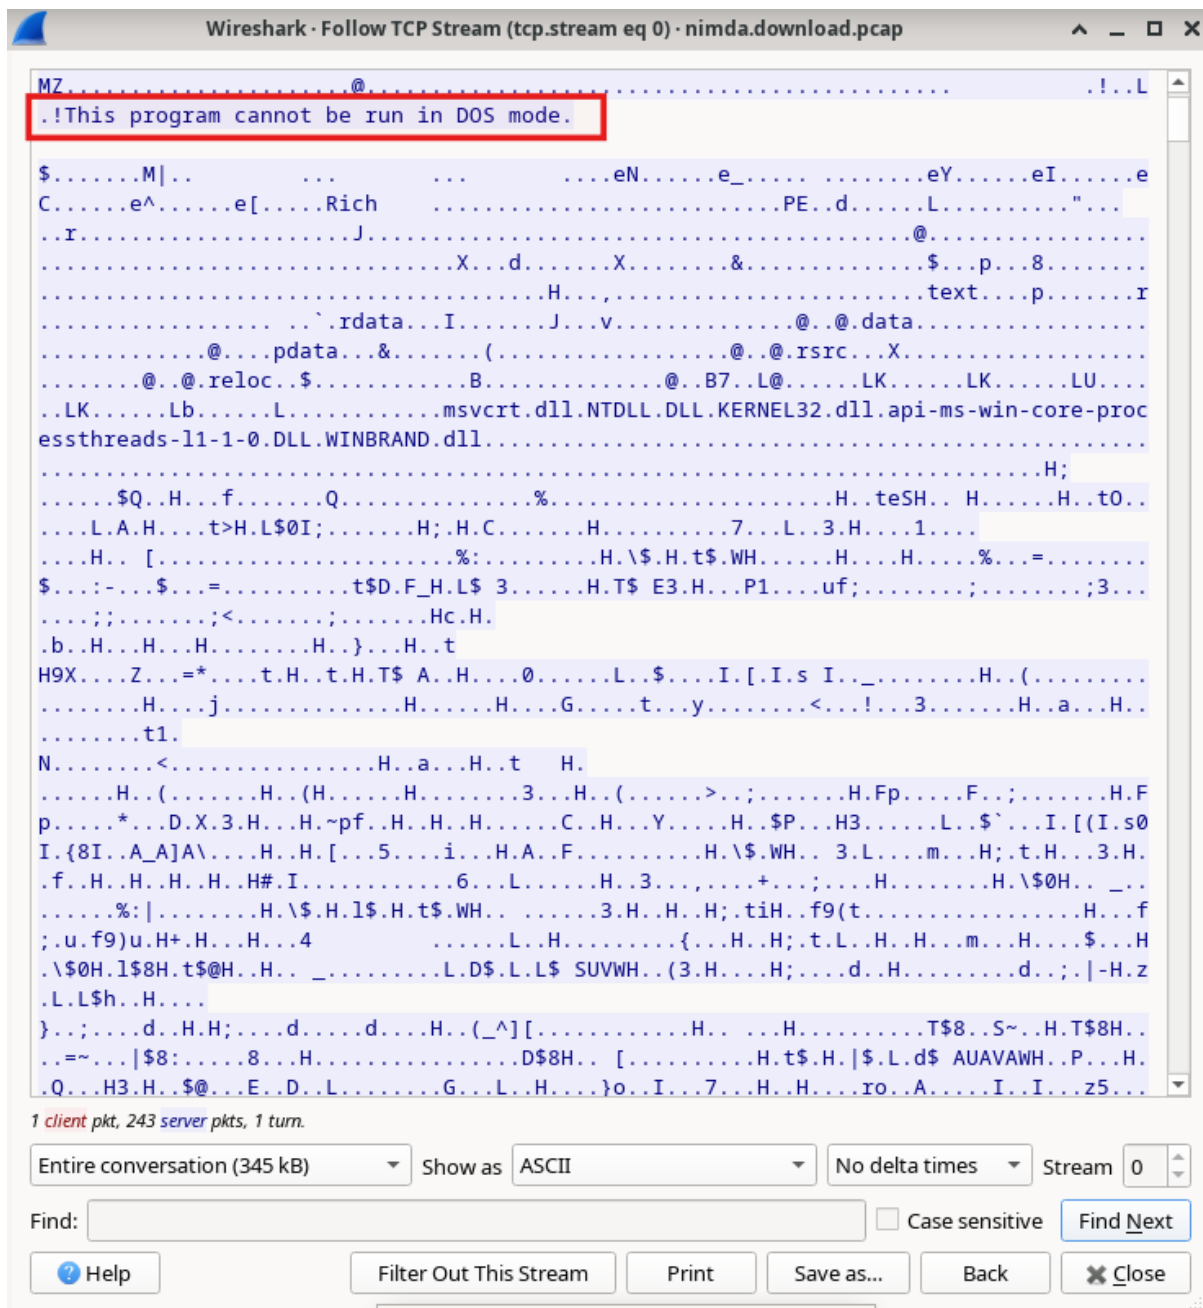 Wireshark · Follow TCP Stream (tcp.stream eq 0) · nimda.download.pcap
MZ......................@.......................,.................................. .!..L
.!This program cannot be run in DOS mode.
$.......M|.. ... ... ....eN......e_..... .........eY......eI......e
C......e^......e[.....Rich ...........................PE..d......L.........."...
..r...................J.....................................@................
...............................X...d.......X........&..............$...p...8........
......................................H...,........................text....p.......r
.................. ..`.rdata...I.......J...v..............@..@.data..................
.............@....pdata...&.......(..................@..@.rsrc...X..................
.........@..@.reloc..$.............B...............@..B7..L@......LK......LK......LU....
..LK......Lb......L...............msvcrt.dll.NTDLL.DLL.KERNEL32.dll.api-ms-win-core-proc
essthreads-l1-1-0.DLL.WINBRAND.dll............................................
.....................................................................H;
......$Q..H...f.......Q..............%...................H..teSH.. H......H..tO..
....L.A.H....t>H.L$0I;.......H;.H.C.......H..........7...L..3.H....1....
....H.. [....................%:.........H.\$.H.t$.WH......H....H.....%...=.........
$...:-...$...=..........t$D.F_H.L$ 3......H.T$ E3.H...P1....uf;........;........;3...
....;;.......;<.......;.......Hc.H.
.b..H...H...H........H..}...H..t
H9X....Z...=*....t.H..t.H.T$ A..H....0......L..$....I.[.I.s I.._.........H..(.........
.........H....j..............H......H....G.....t...y........<...!...3.......H..a...H..
.........t1.
N........<................H..a...H..t H.
......H..(.......H..(H......H........3...H..(......>..;.......H.Fp.....F..;.......H.F
p.....*...D.X.3.H...H.~pf..H..H..H......C..H...Y.....H..$P...H3......L..$`...I.[(I.s0
I.{8I..A_A]A\....H..H.[...5....i...H.A..F..........H.\$.WH.. 3.L....m...H;.t.H...3.H.
.f..H..H..H..H..H#.I............6...L......H..3...,....+...;....H........H.\$0H.. _..
......%:|........H.\$.H.l$.H.t$.WH.. ......3.H..H..H;.tiH..f9(t................H...f
;.u.f9)u.H+.H...H...4 ......L..H.........{...H..H;.t.L..H..H...m...H....$...H
.\$0H.l$8H.t$@H..H.. _.........L.D$.L.L$ SUVWH..(3.H....H;....d..H.........d..;.|-H.z
.L.L$h..H....
}..;....d..H.H;....d.....d....H..(_^][............H.. ...H..........T$8..S~..H.T$8H..
..=~...|$8:.....8...H...............D$8H.. [..........H.t$.H.|$.L.d$ AUAVAWH..P...H.
.Q...H3.H..$@...E..D..L........G...L..H....}o..I...7...H..H....ro..A.....I..I...z5...
1 client pkt, 243 server pkts, 1 turn.
Entire conversation (345 kB) Show as ASCII No delta times Stream 0
Find: Case sensitive Find Next
Help Filter Out This Stream Print Save as... Back Close